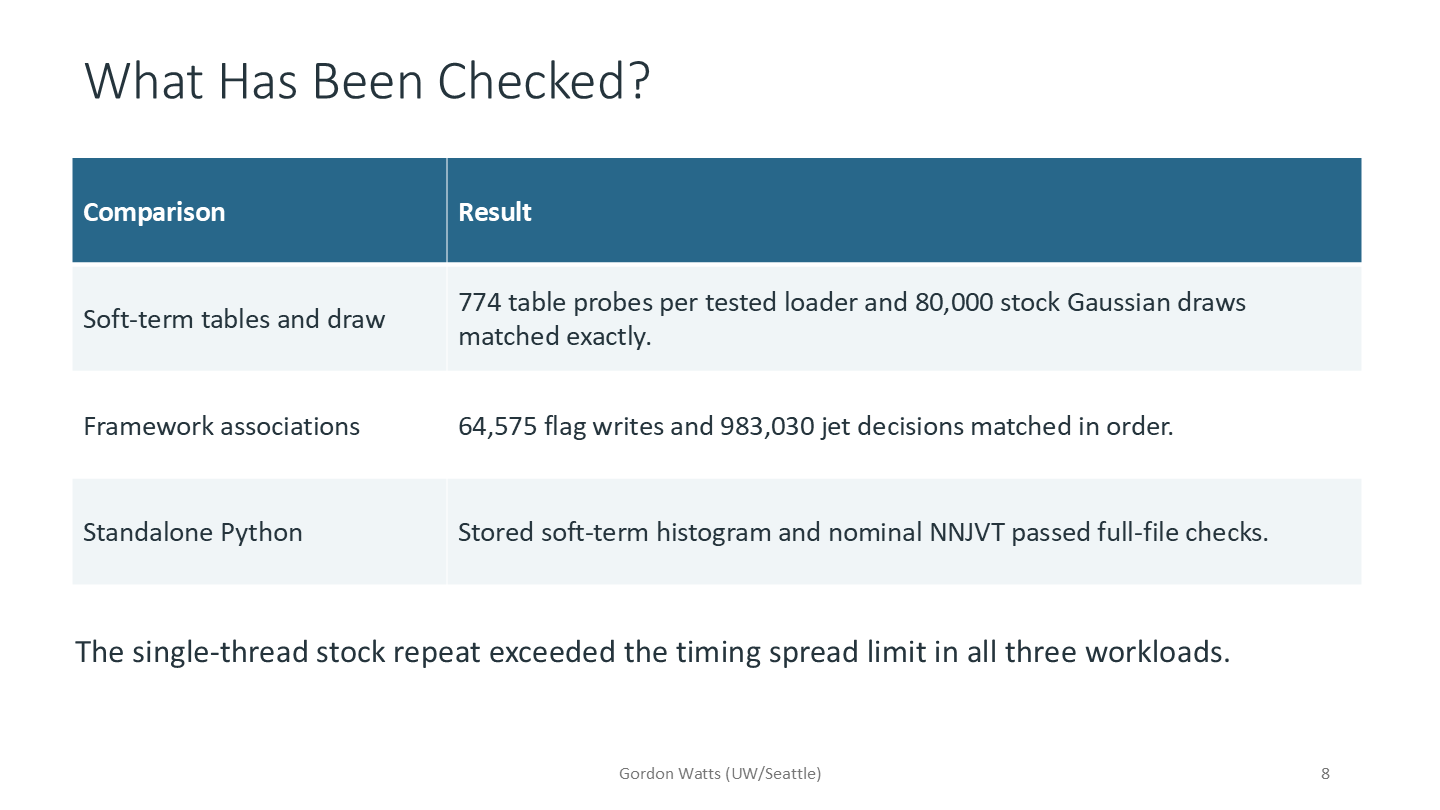 What Has Been Checked?
Comparison
Result
Soft-term tables and draw
774 table probes per tested loader and 80,000 stock Gaussian draws
matched exactly.
Framework associations
64,575 flag writes and 983,030 jet decisions matched in order.
Standalone Python
Stored soft-term histogram and nominal NNJVT passed full-file checks.
The single-thread stock repeat exceeded the timing spread limit in all three workloads.
Gordon Watts (UW/Seattle)
8